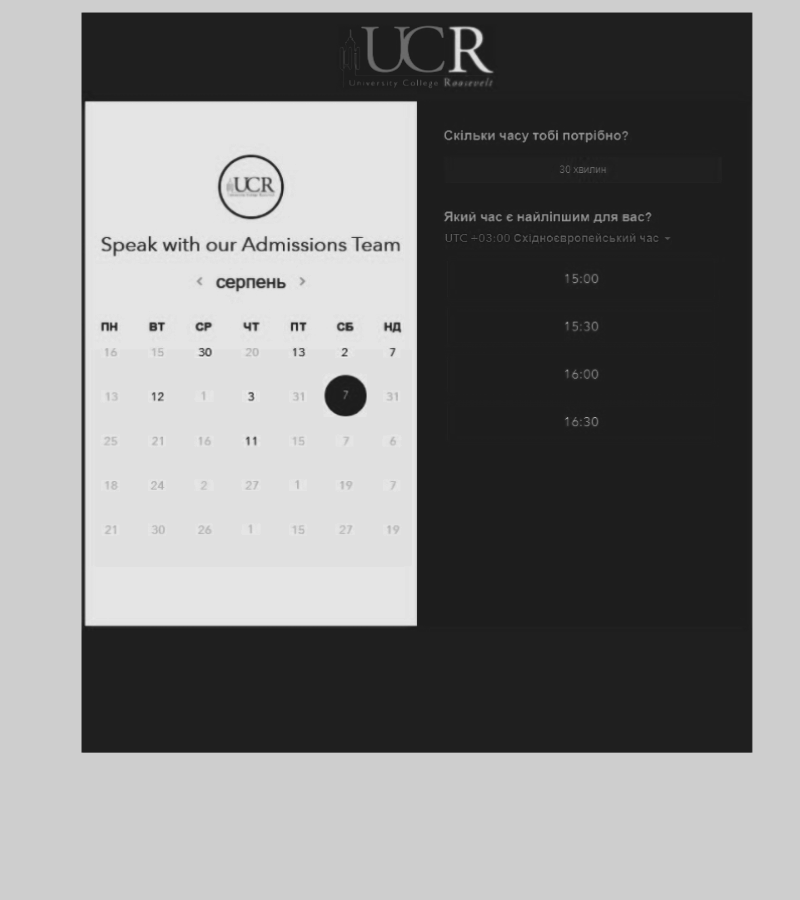 UCR
University College Roosevelt
UCR
Speak with our Admissions Team
‹ серпень ›
ПН ВТ СР ЧТ ПТ СБ НД
16 15 30 20 13 2 7
13 12 1 3 31 7 31
25 21 16 11 15 7 6
18 24 2 27 1 19 7
21 30 26 1 15 27 19
Скільки часу тобі потрібно?
30 хвилин
Який час є найліпшим для вас?
UTC +03:00 Східноєвропейський час
15:00
15:30
16:00
16:30